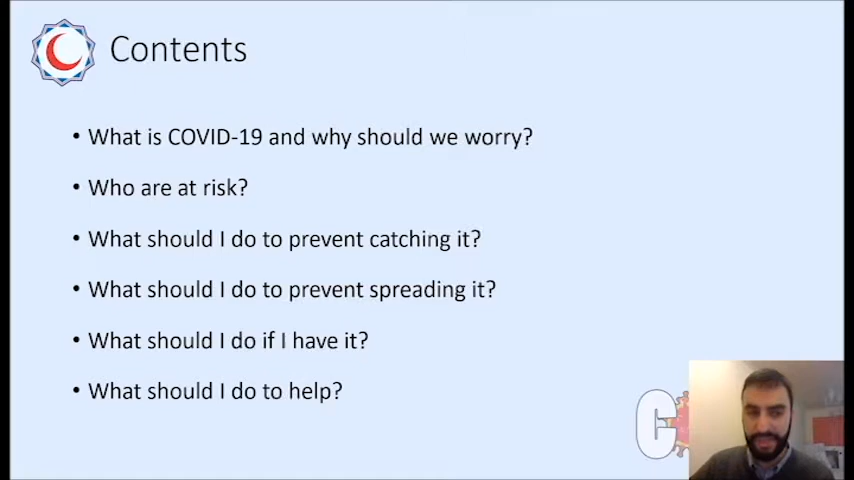 Contents
• What is COVID-19 and why should we worry?
• Who are at risk?
• What should I do to prevent catching it?
• What should I do to prevent spreading it?
• What should I do if I have it?
• What should I do to help?
C